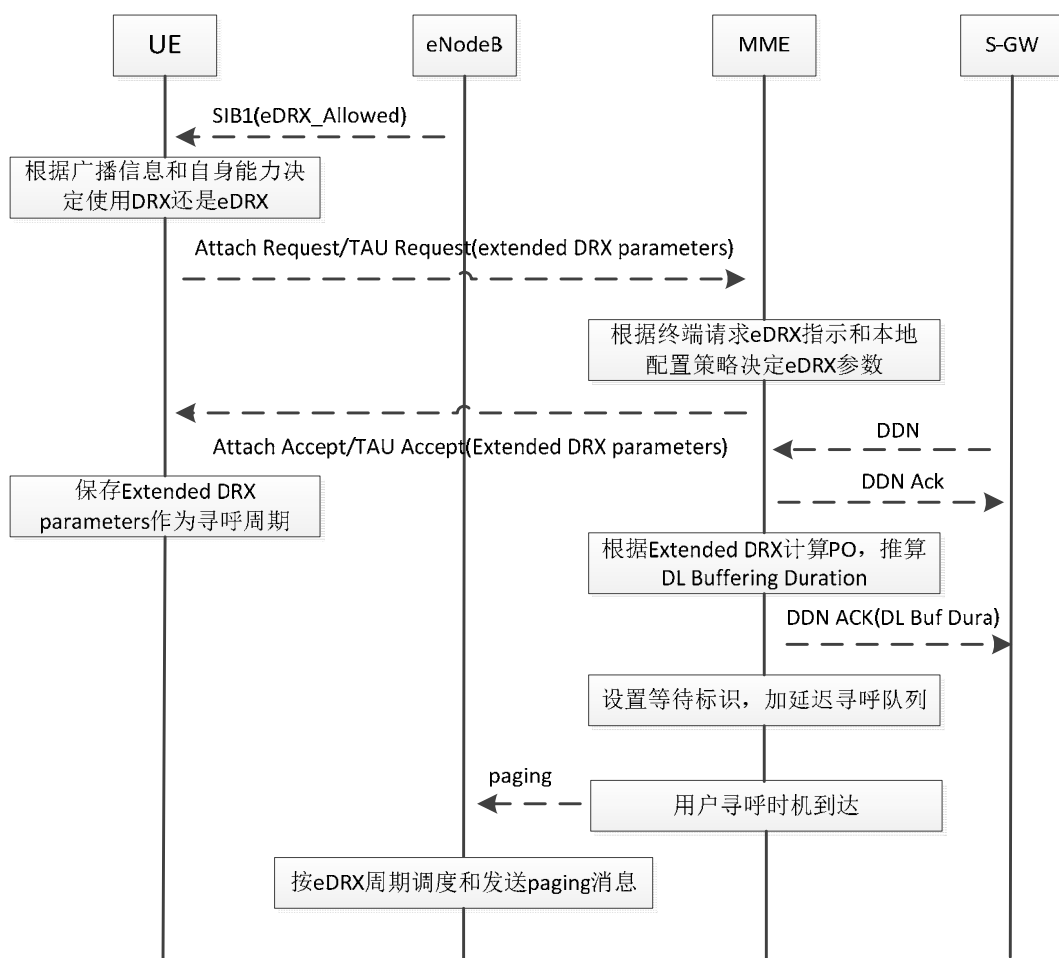 UE
eNodeB
MME
S-GW
SIB1(eDRX_Allowed)
根据广播信息和自身能力决
定使用DRX还是eDRX
Attach Request/TAU Request(extended DRX parameters)
根据终端请求eDRX指示和本地
配置策略决定eDRX参数
Attach Accept/TAU Accept(Extended DRX parameters)
DDN
保存Extended DRX
parameters作为寻呼周期
DDN Ack
根据Extended DRX计算PO，推算
DL Buffering Duration
DDN ACK(DL Buf Dura)
设置等待标识，加延迟寻呼队列
paging
用户寻呼时机到达
按eDRX周期调度和发送paging消息